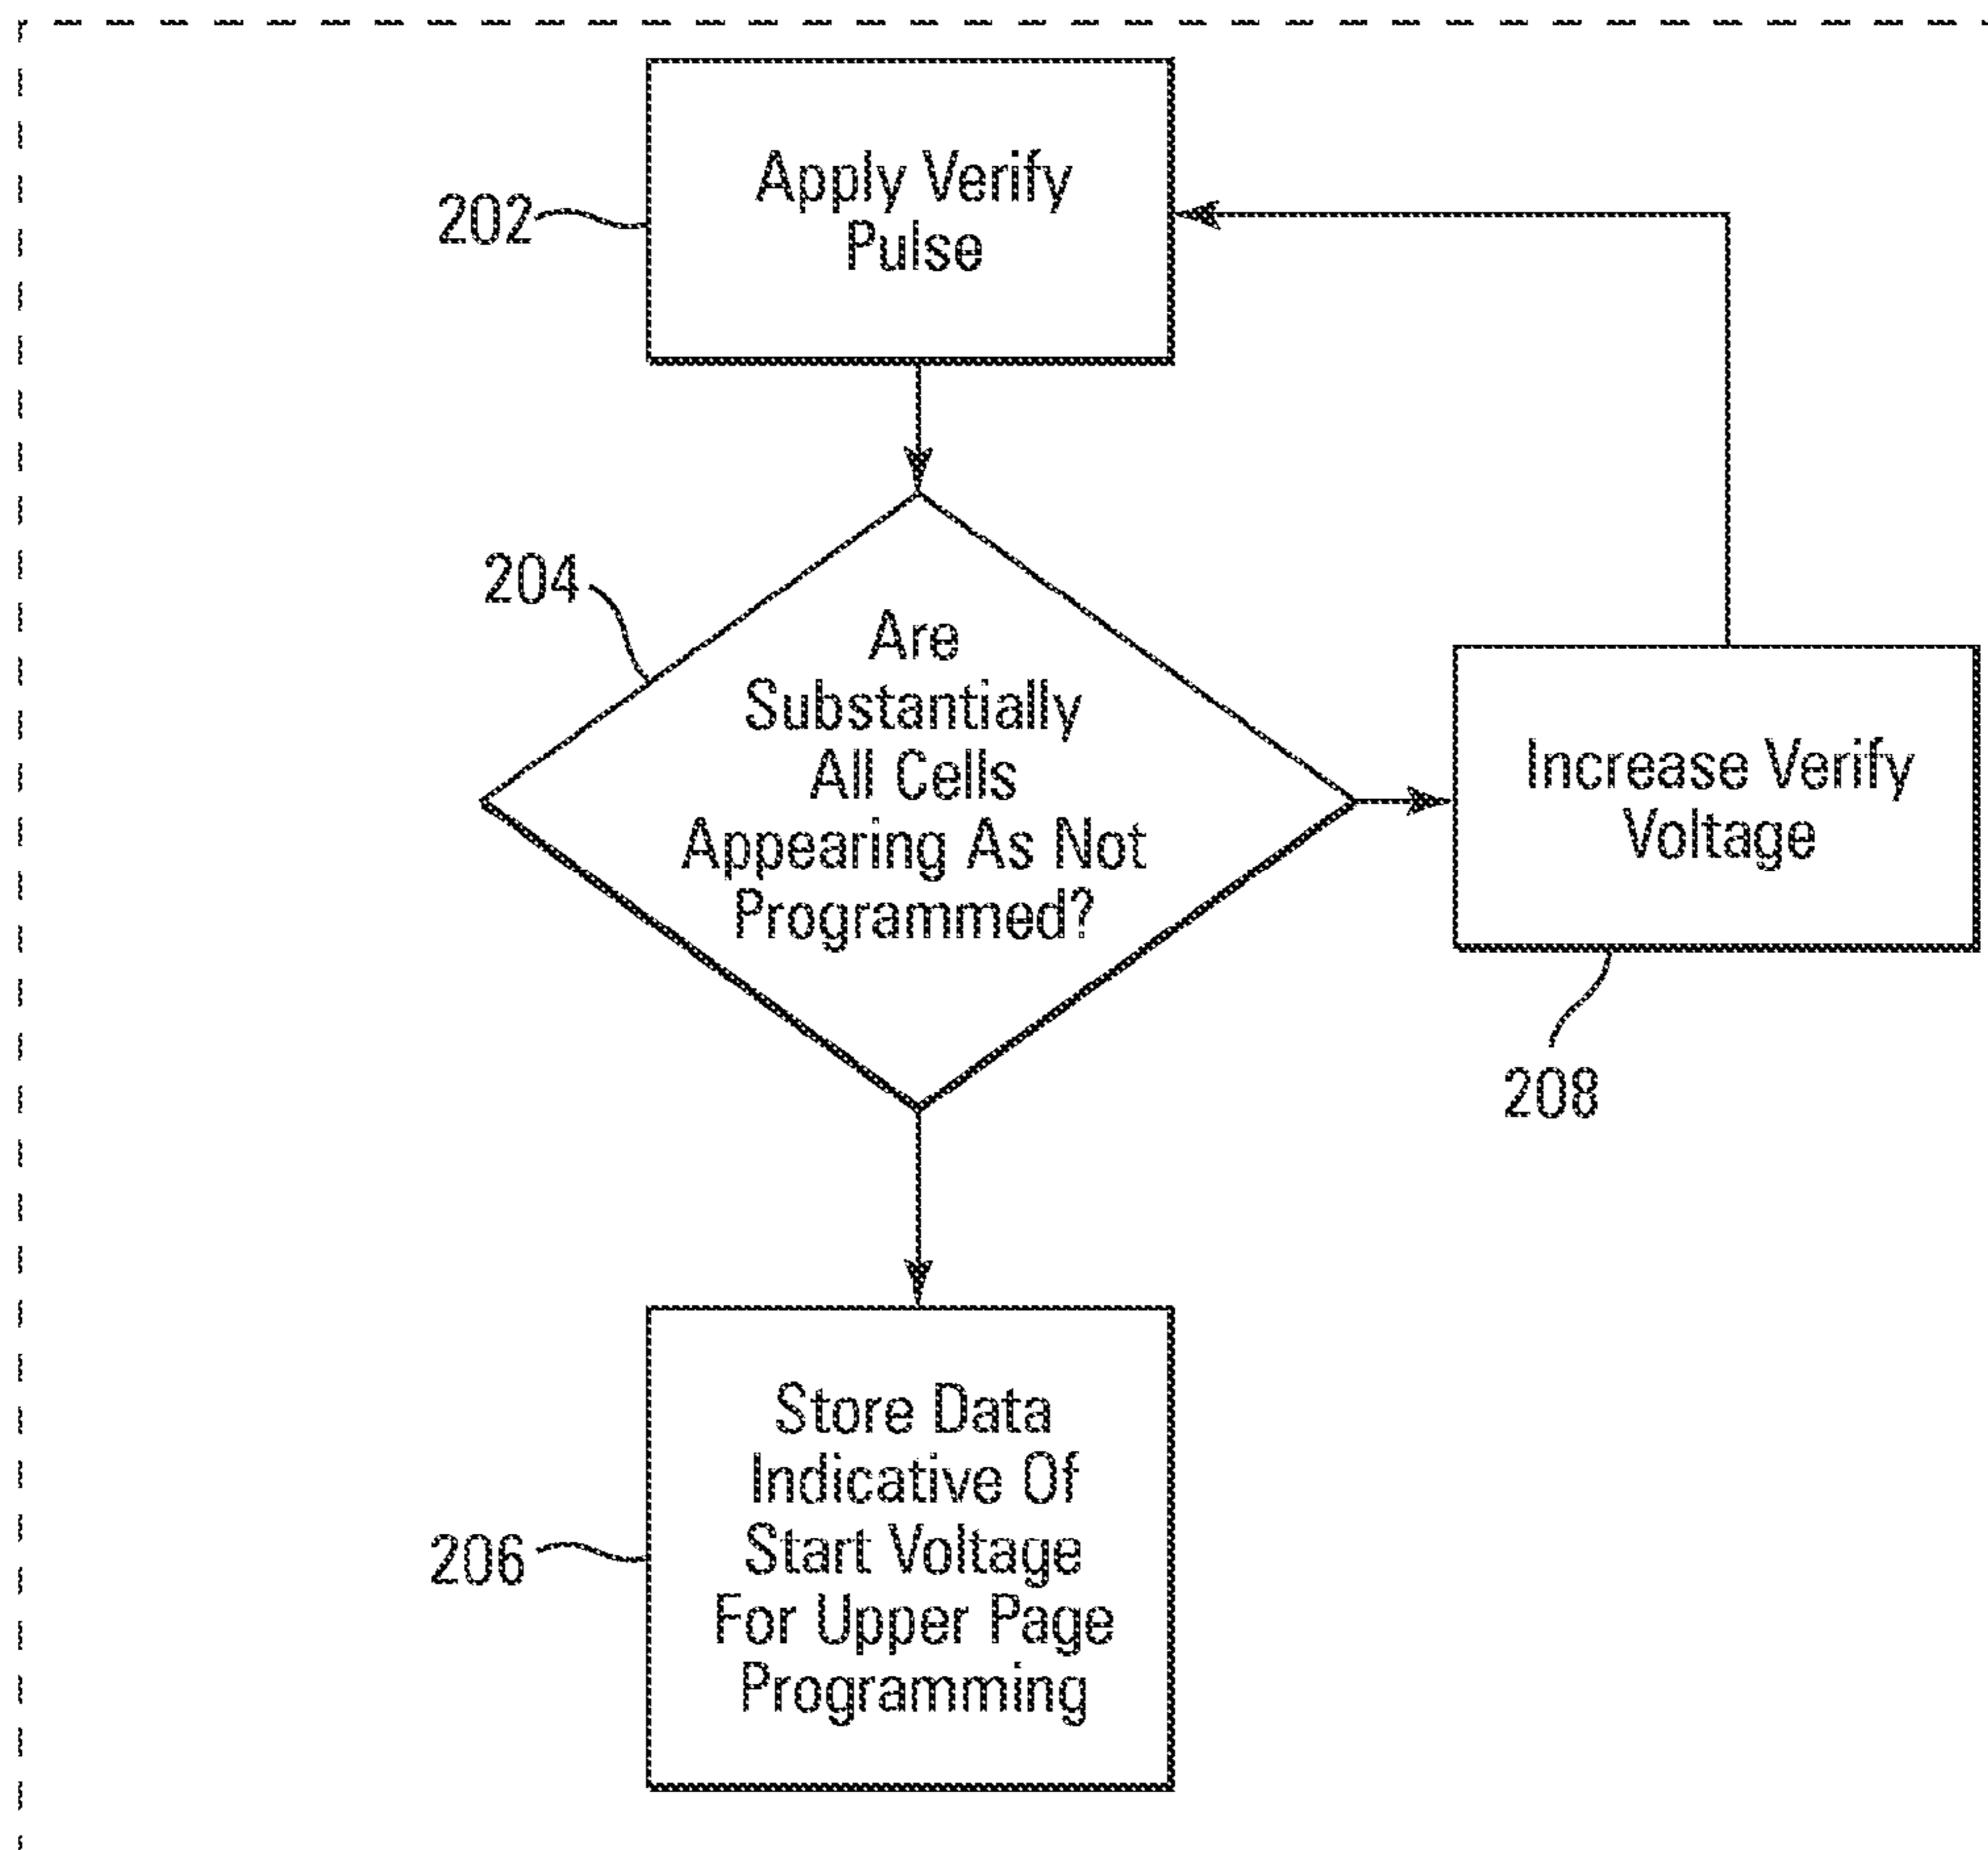 Apply Verify
Pulse
202
204
Are
Substantially
All Cells
Appearing As Not
Programmed?
Increase Verify
Voltage
208
Store Data
Indicative Of
Start Voltage
For Upper Page
Programming
206